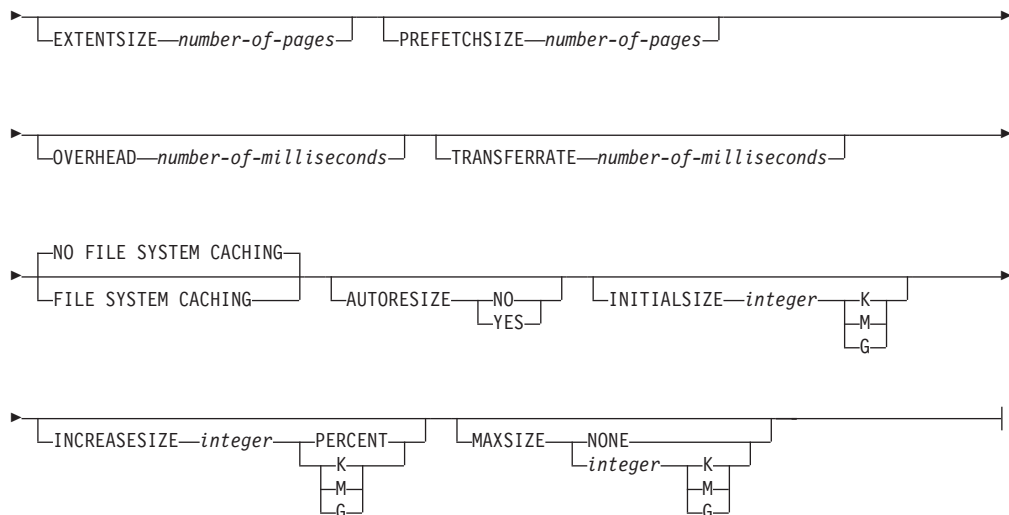 EXTENTSIZE number-of-pages PREFETCHSIZE number-of-pages
OVERHEAD number-of-milliseconds TRANSFERRATE number-of-milliseconds
NO FILE SYSTEM CACHING
FILE SYSTEM CACHING AUTORESIZE NO INITIALSIZE integer K
YES M
G
INCREASESIZE integer PERCENT MAXSIZE NONE
K integer K
M M
G G